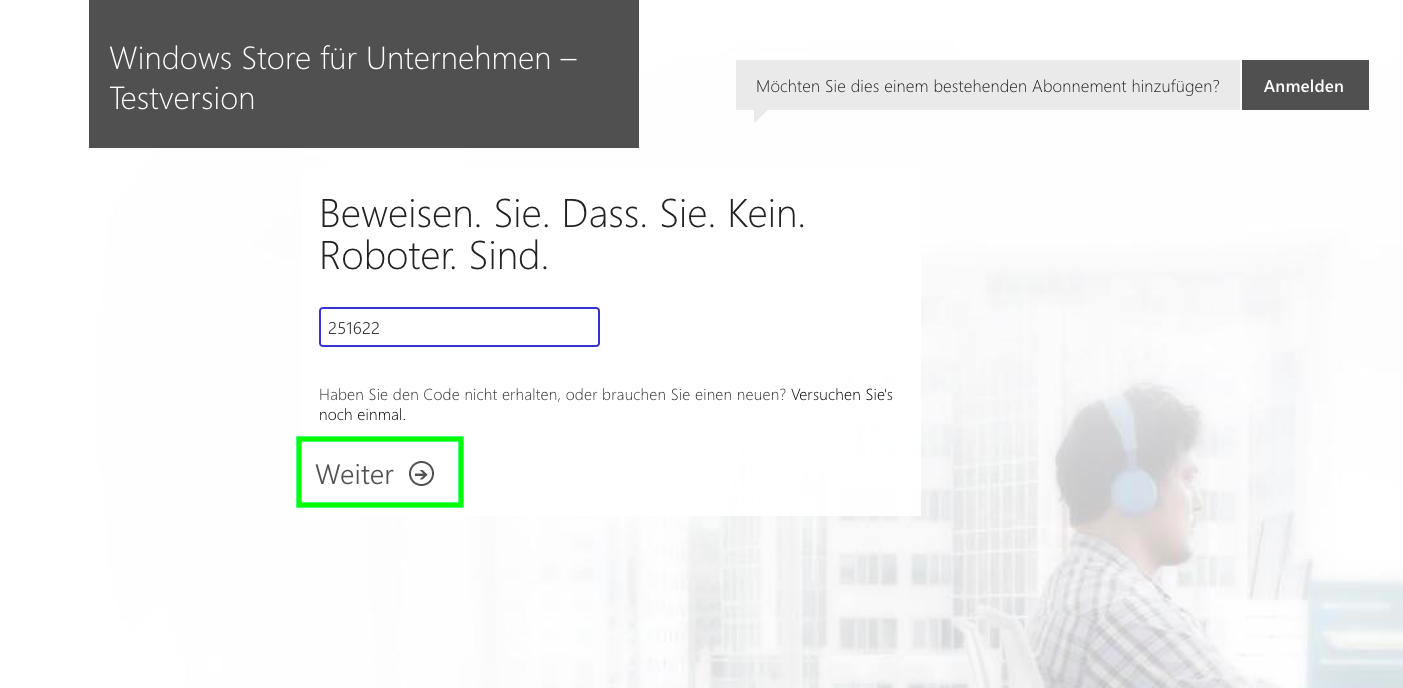 Windows Store für Unternehmen –
Testversion
Möchten Sie dies einem bestehenden Abonnement hinzufügen?
Anmelden
Beweisen. Sie. Dass. Sie. Kein.
Roboter. Sind.
251622
Haben Sie den Code nicht erhalten, oder brauchen Sie einen neuen? Versuchen Sie's
noch einmal.
Weiter